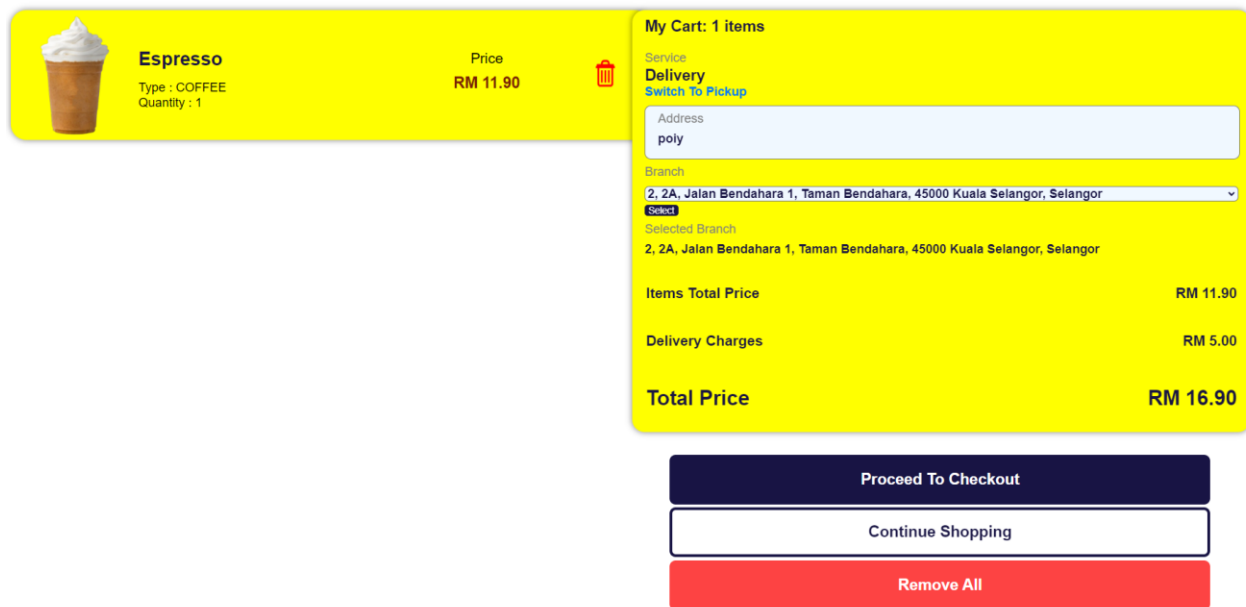 Espresso
Type : COFFEE
Quantity : 1
Price
RM 11.90
My Cart: 1 items
Service
Delivery
Switch To Pickup
Address
poiy
Branch
2, 2A, Jalan Bendahara 1, Taman Bendahara, 45000 Kuala Selangor, Selangor
Select
Selected Branch
2, 2A, Jalan Bendahara 1, Taman Bendahara, 45000 Kuala Selangor, Selangor
Items Total Price RM 11.90
Delivery Charges RM 5.00
Total Price RM 16.90
Proceed To Checkout
Continue Shopping
Remove All